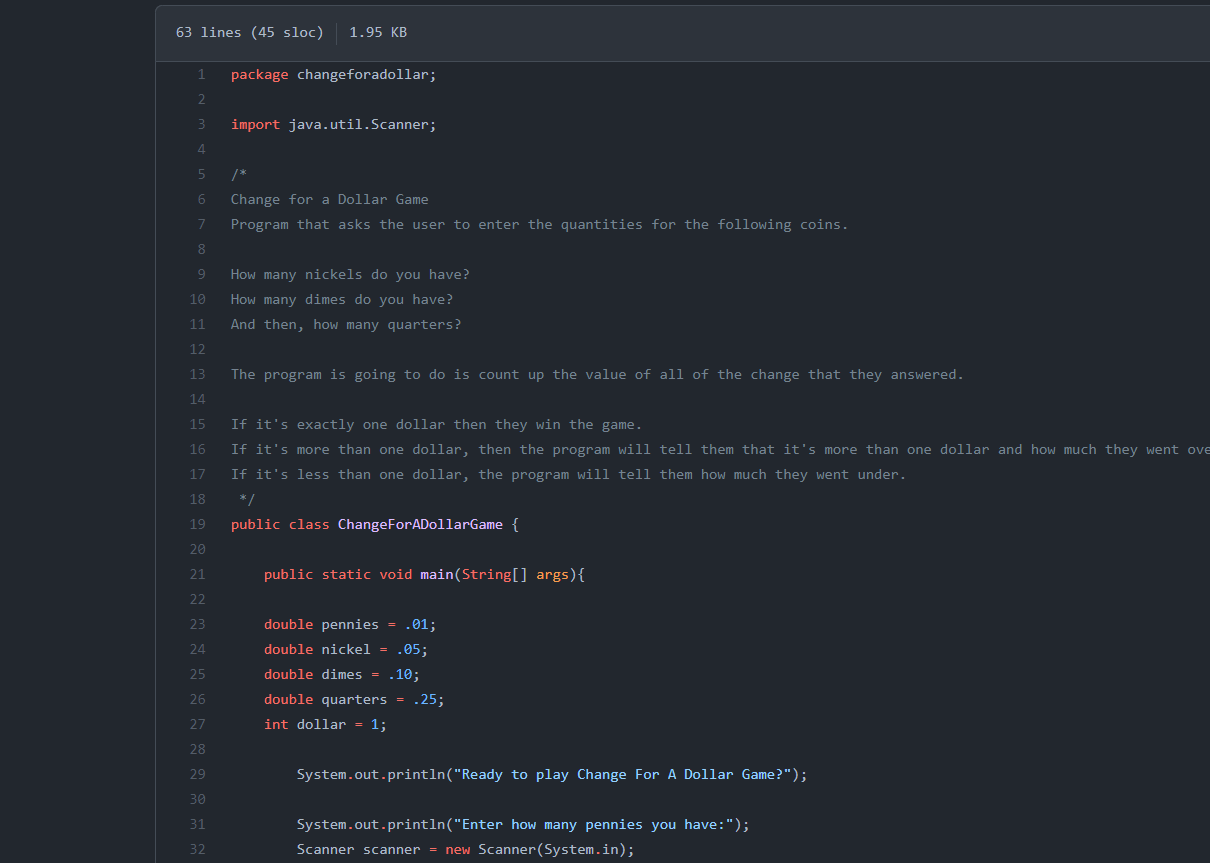 63 lines (45 sloc) 1.95 KB
1 package changeforadollar;
2
3 import java.util.Scanner;
4
5 /*
6 Change for a Dollar Game
7 Program that asks the user to enter the quantities for the following coins.
8
9 How many nickels do you have?
10 How many dimes do you have?
11 And then, how many quarters?
12
13 The program is going to do is count up the value of all of the change that they answered.
14
15 If it's exactly one dollar then they win the game.
16 If it's more than one dollar, then the program will tell them that it's more than one dollar and how much they went ove
17 If it's less than one dollar, the program will tell them how much they went under.
18 */
19 public class ChangeForADollarGame {
20
21 public static void main(String[] args){
22
23 double pennies = .01;
24 double nickel = .05;
25 double dimes = .10;
26 double quarters = .25;
27 int dollar = 1;
28
29 System.out.println("Ready to play Change For A Dollar Game?");
30
31 System.out.println("Enter how many pennies you have:");
32 Scanner scanner = new Scanner(System.in);